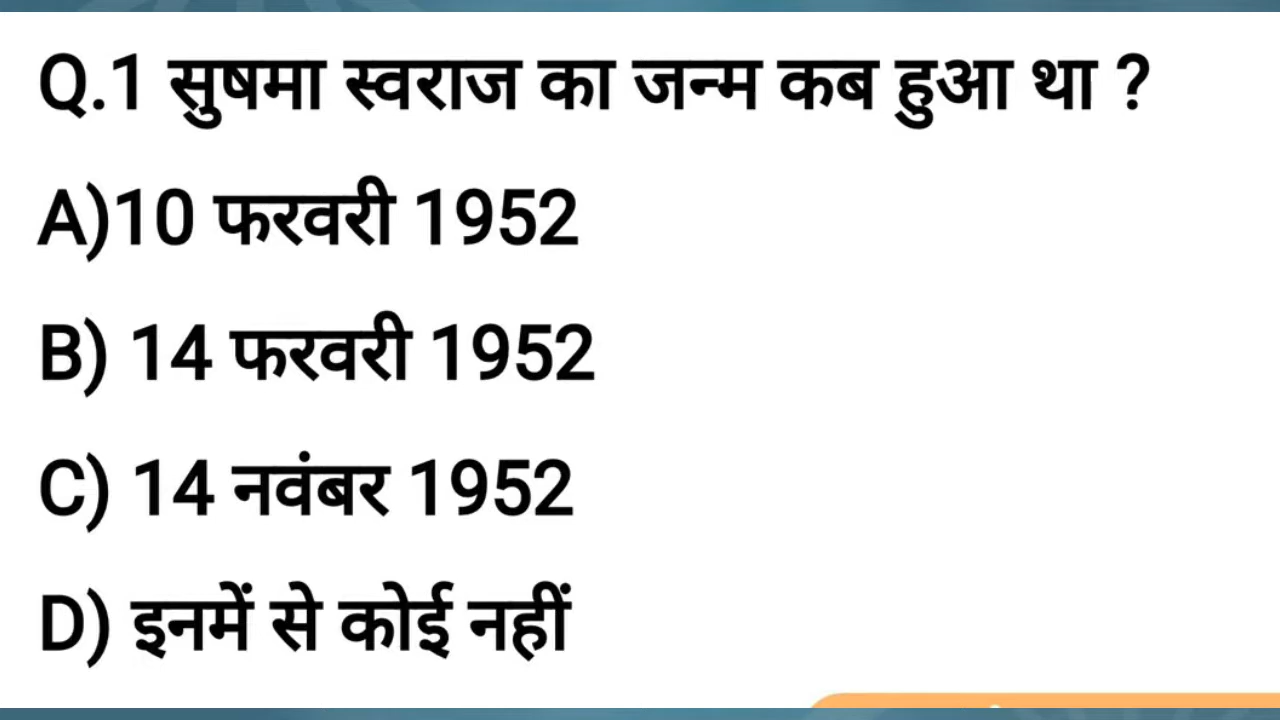 Q.1 सुषमा स्वराज का जन्म कब हुआ था ?
A)10 फरवरी 1952
B) 14 फरवरी 1952
C) 14 नवंबर 1952
D) इनमें से कोई नहीं